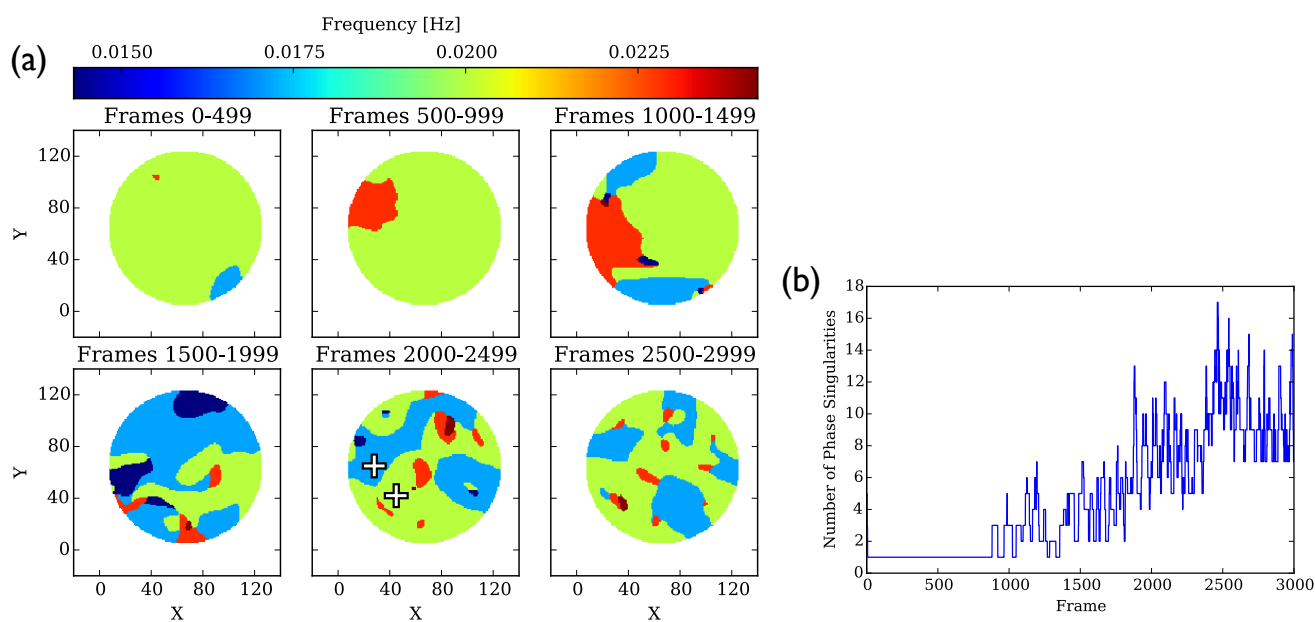 (a)
Frequency [Hz]
0.0150 0.0175 0.0200 0.0225
Frames 0-499 Frames 500-999 Frames 1000-1499
Y
120
80
40
0
Frames 1500-1999 Frames 2000-2499 Frames 2500-2999
Y
120
80
40
0
0 40 80 120 0 40 80 120 0 40 80 120
X X X
(b)
Number of Phase Singularities
18
16
14
12
10
8
6
4
2
0
0 500 1000 1500 2000 2500 3000
Frame